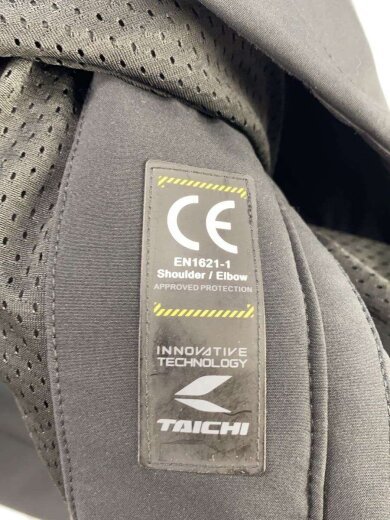 CE
EN1621-1
Shoulder / Elbow
APPROVED PROTECTION
INNOVATIVE
TECHNOLOGY
TAICHI